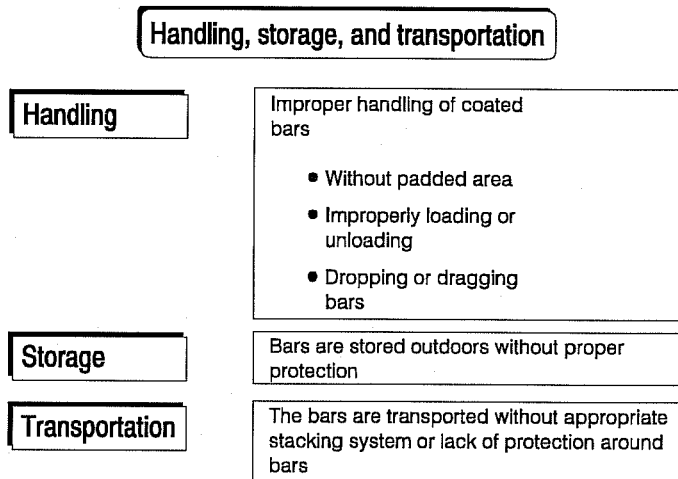 Handling, storage, and transportation
Handling
Improper handling of coated
bars
• Without padded area
• Improperly loading or
unloading
• Dropping or dragging
bars
Storage
Bars are stored outdoors without proper
protection
Transportation
The bars are transported without appropriate
stacking system or lack of protection around
bars